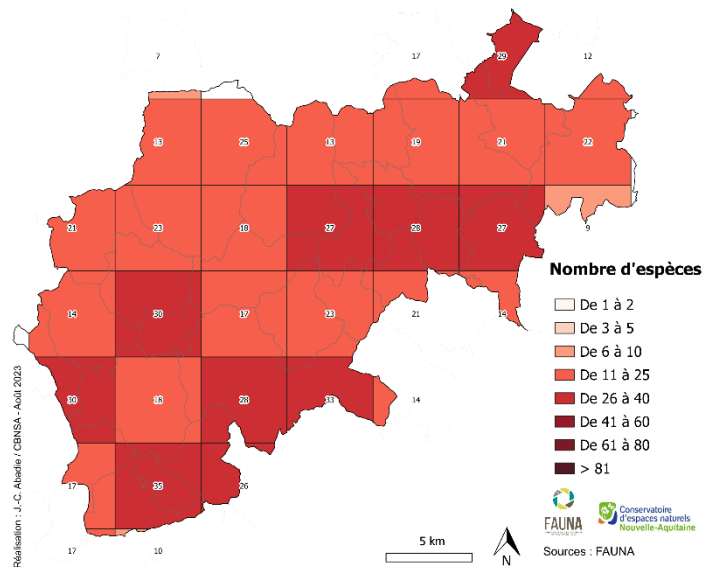 7
17
29
12
13
25
13
19
21
22
21
23
18
27
28
27
9
14
30
17
23
21
14
30
18
28
33
14
17
35
26
17
10
Nombre d'espèces
De 1 à 2
De 3 à 5
De 6 à 10
De 11 à 25
De 26 à 40
De 41 à 60
De 61 à 80
> 81
Réalisation : J.-C. Abadie / CBNSA - Août 2023
5 km
N
FAUNA
Conservatoire
d'espaces naturels
Nouvelle-Aquitaine
Sources : FAUNA